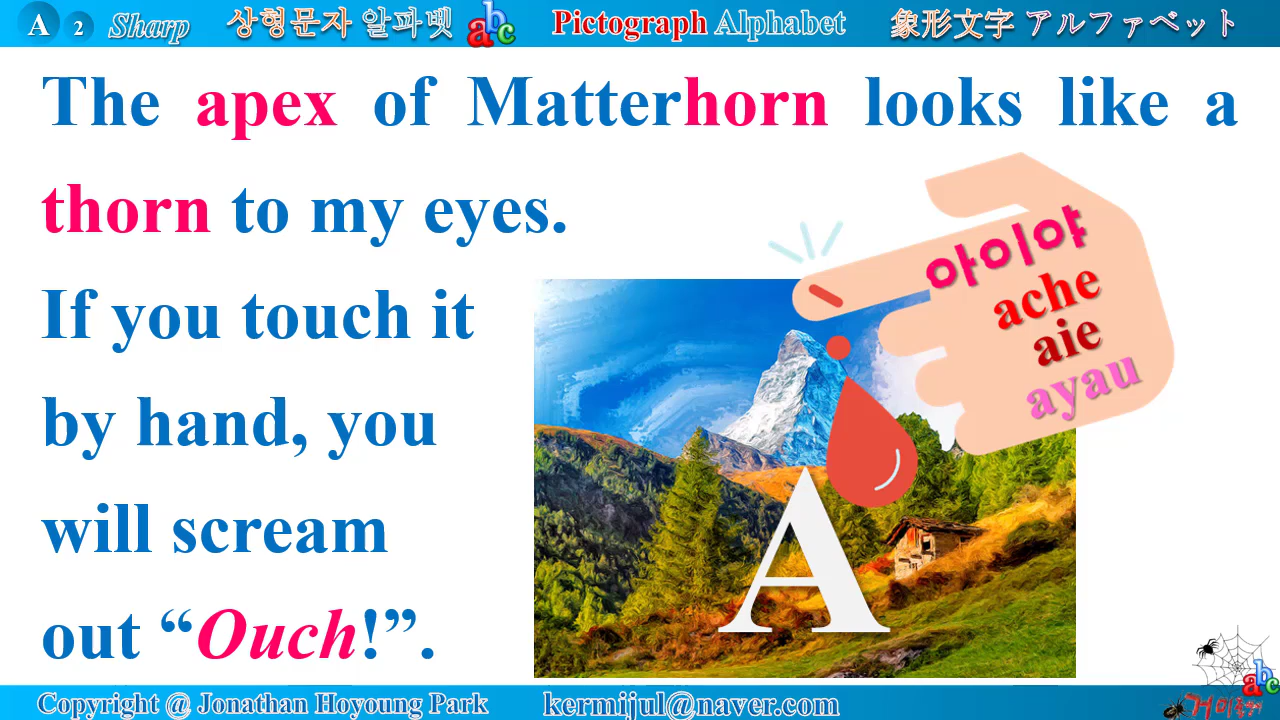 A 2 Sharp 상형문자 알파벳 abc Pictograph Alphabet 象形文字 アルファベット
The apex of Matterhorn looks like a
thorn to my eyes.
If you touch it
by hand, you
will scream
out “Ouch!”.
아이야
ache
aie
ayau
A
abc
Copyright @ Jonathan Hoyoung Park kermijul@naver.com